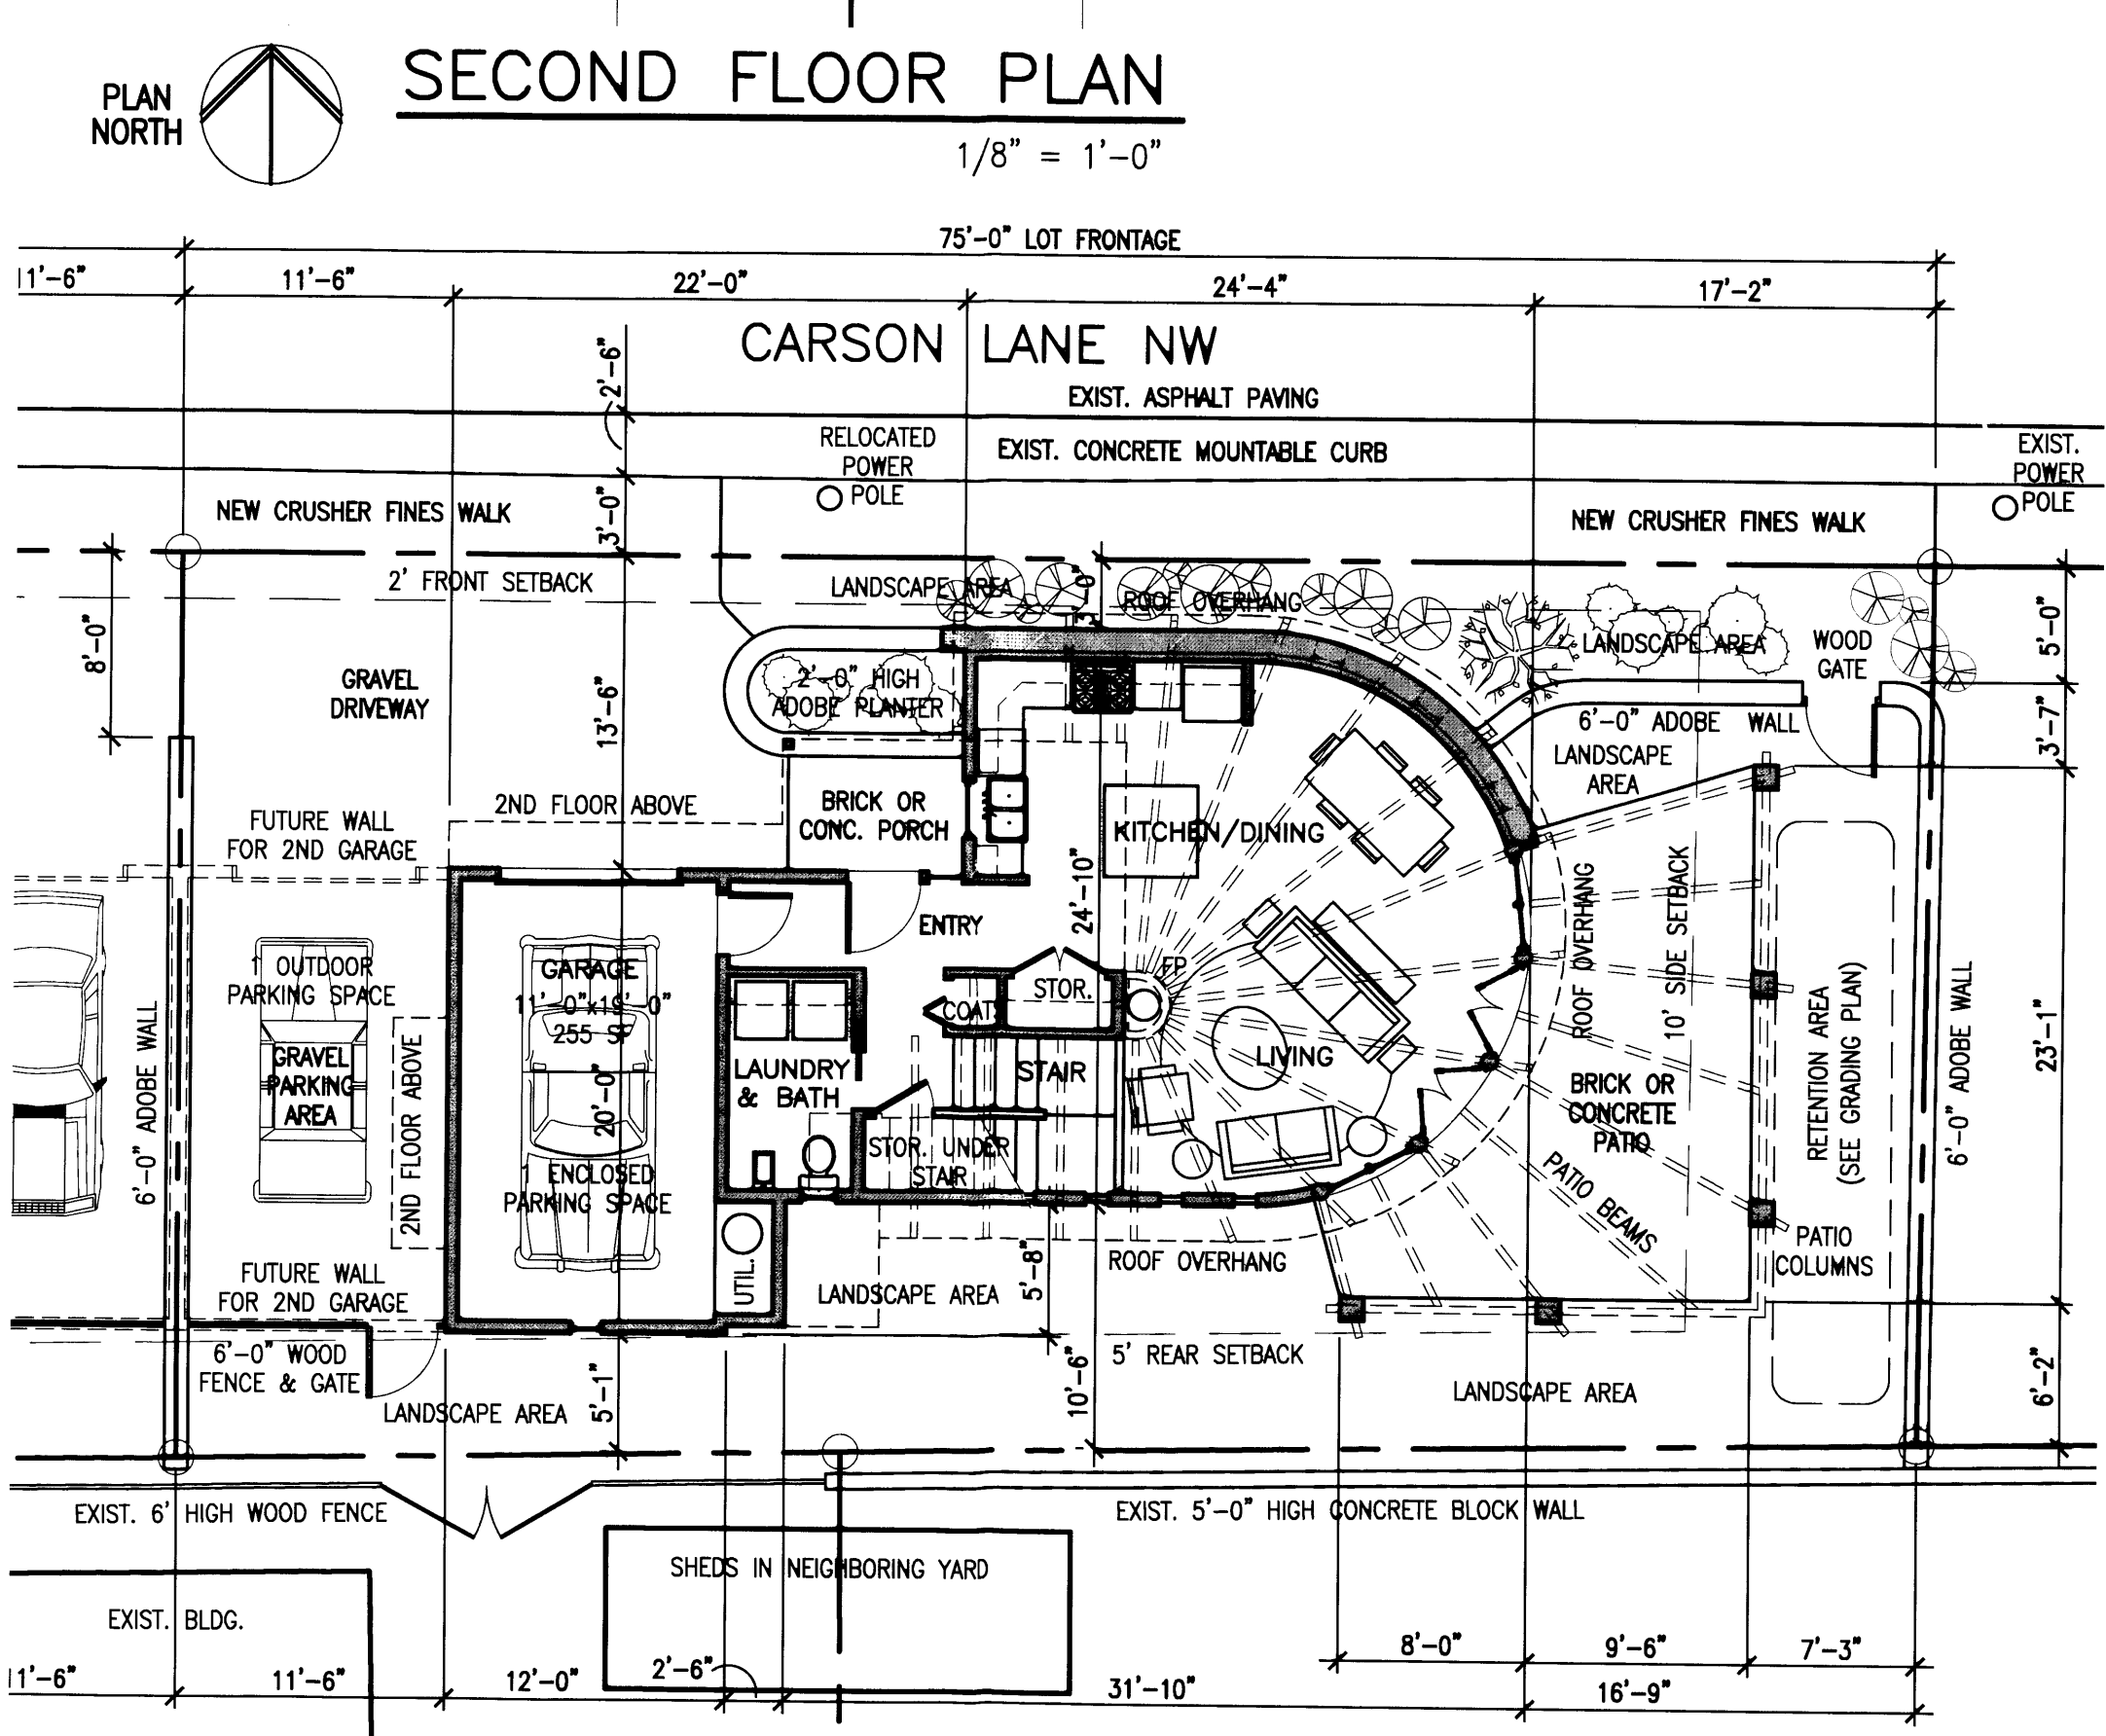 PLAN
NORTH
SECOND FLOOR PLAN
1/8" = 1'-0"
75'-0" LOT FRONTAGE
11'-6"
11'-6"
22'-0"
24'-4"
17'-2"
CARSON LANE NW
2'-6"
EXIST. ASPHALT PAVING
RELOCATED
POWER
POLE
EXIST. CONCRETE MOUNTABLE CURB
EXIST.
POWER
POLE
NEW CRUSHER FINES WALK
3'-0"
NEW CRUSHER FINES WALK
2' FRONT SETBACK
LANDSCAPE AREA
3'-0"
ROOF OVERHANG
LANDSCAPE AREA
WOOD
GATE
5'-0"
8'-0"
GRAVEL
DRIVEWAY
13'-6"
2'-0" HIGH
ADOBE PLANTER
6'-0" ADOBE WALL
3'-7"
LANDSCAPE
AREA
2ND FLOOR ABOVE
BRICK OR
CONC. PORCH
KITCHEN/DINING
FUTURE WALL
FOR 2ND GARAGE
24'-10"
ENTRY
ROOF OVERHANG
10' SIDE SETBACK
1 OUTDOOR
PARKING SPACE
GARAGE
11'-0"x19'-0"
255 SF
FP
STOR.
COAT
6'-0" ADOBE WALL
GRAVEL
PARKING
AREA
2ND FLOOR ABOVE
20'-0"
LAUNDRY
& BATH
STAIR
LIVING
BRICK OR
CONCRETE
PATIO
RETENTION AREA
(SEE GRADING PLAN)
6'-0" ADOBE WALL
23'-1"
1 ENCLOSED
PARKING SPACE
STOR. UNDER
STAIR
PATIO BEAMS
PATIO
COLUMNS
UTIL.
FUTURE WALL
FOR 2ND GARAGE
LANDSCAPE AREA
5'-8"
ROOF OVERHANG
6'-0" WOOD
FENCE & GATE
5' REAR SETBACK
LANDSCAPE AREA
5'-1"
10'-6"
LANDSCAPE AREA
6'-2"
EXIST. 6' HIGH WOOD FENCE
EXIST. 5'-0" HIGH CONCRETE BLOCK WALL
SHEDS IN NEIGHBORING YARD
EXIST. BLDG.
8'-0"
9'-6"
7'-3"
11'-6"
11'-6"
12'-0"
2'-6"
31'-10"
16'-9"